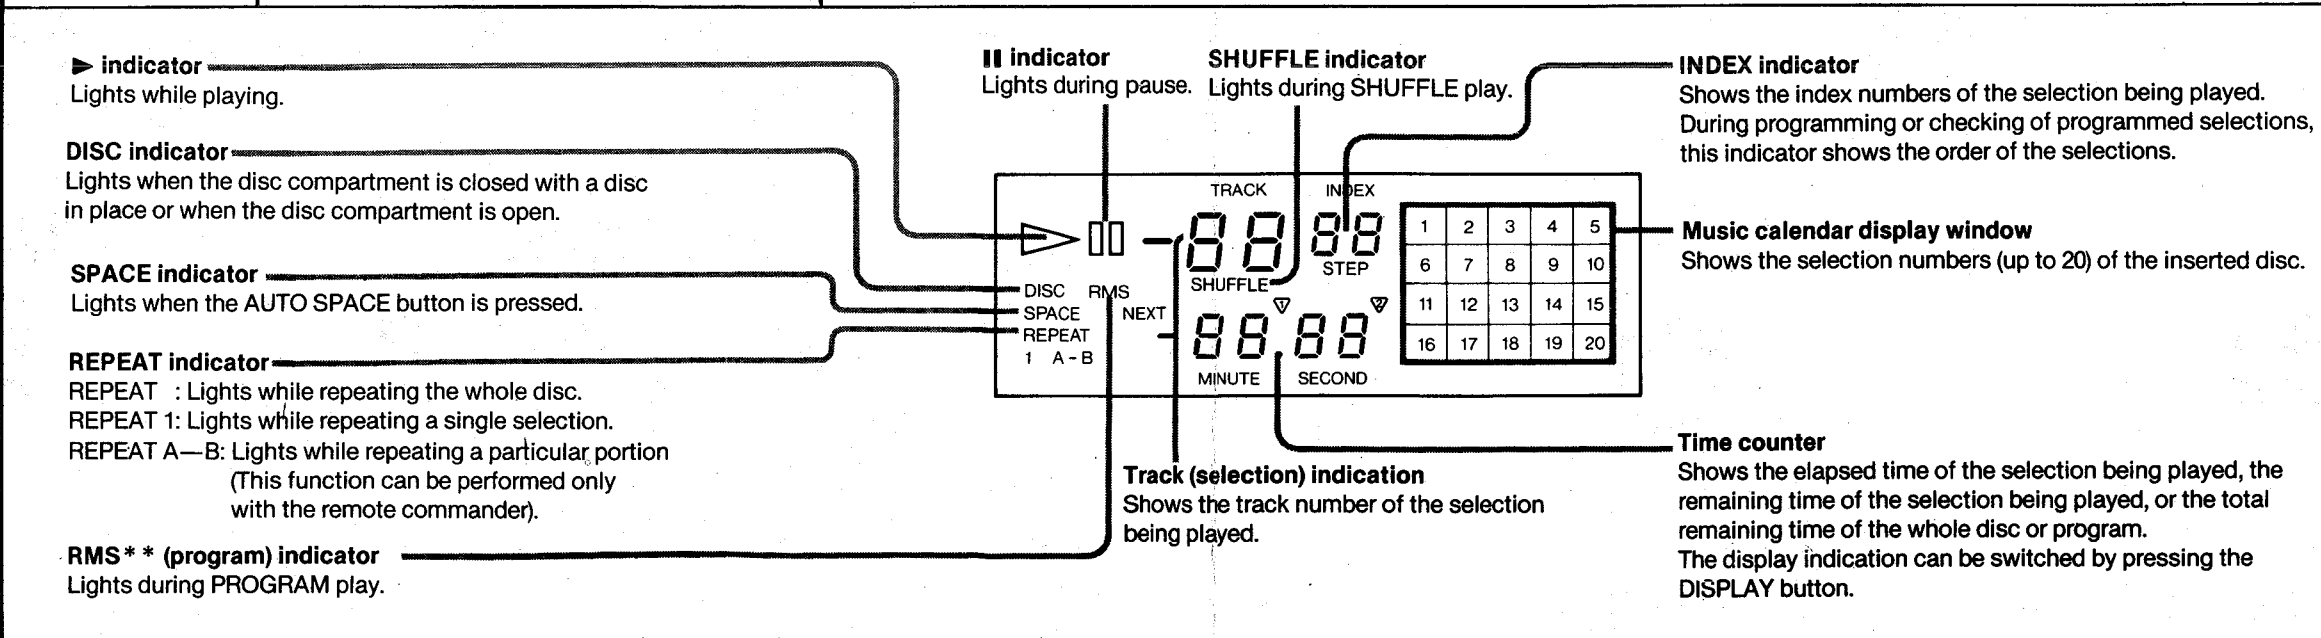 ▶ indicator
Lights while playing.
DISC indicator
Lights when the disc compartment is closed with a disc
in place or when the disc compartment is open.
SPACE indicator
Lights when the AUTO SPACE button is pressed.
REPEAT indicator
REPEAT : Lights while repeating the whole disc.
REPEAT 1: Lights while repeating a single selection.
REPEAT A—B: Lights while repeating a particular portion
(This function can be performed only
with the remote commander).
RMS** (program) indicator
Lights during PROGRAM play.
❚❚ indicator
Lights during pause.
SHUFFLE indicator
Lights during SHUFFLE play.
TRACK INDEX
88 88
SHUFFLE STEP
DISC RMS
SPACE NEXT
REPEAT
1 A-B
1 2
88 88
MINUTE SECOND
1 2 3 4 5
6 7 8 9 10
11 12 13 14 15
16 17 18 19 20
Track (selection) indication
Shows the track number of the selection
being played.
INDEX indicator
Shows the index numbers of the selection being played.
During programming or checking of programmed selections,
this indicator shows the order of the selections.
Music calendar display window
Shows the selection numbers (up to 20) of the inserted disc.
Time counter
Shows the elapsed time of the selection being played, the
remaining time of the selection being played, or the total
remaining time of the whole disc or program.
The display indication can be switched by pressing the
DISPLAY button.